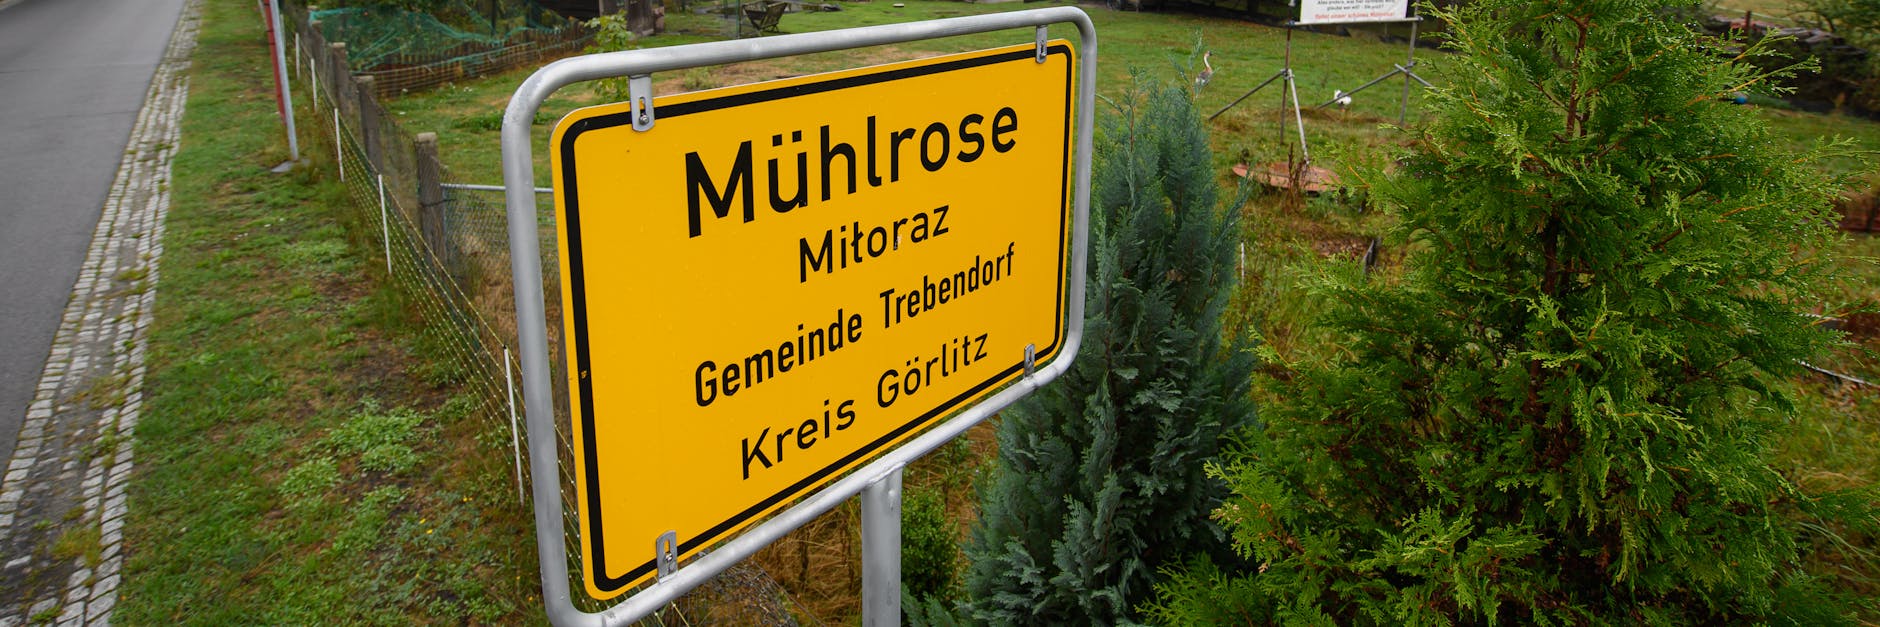 Mühlrose
Miłoraz
Gemeinde Trebendorf
Kreis Görlitz